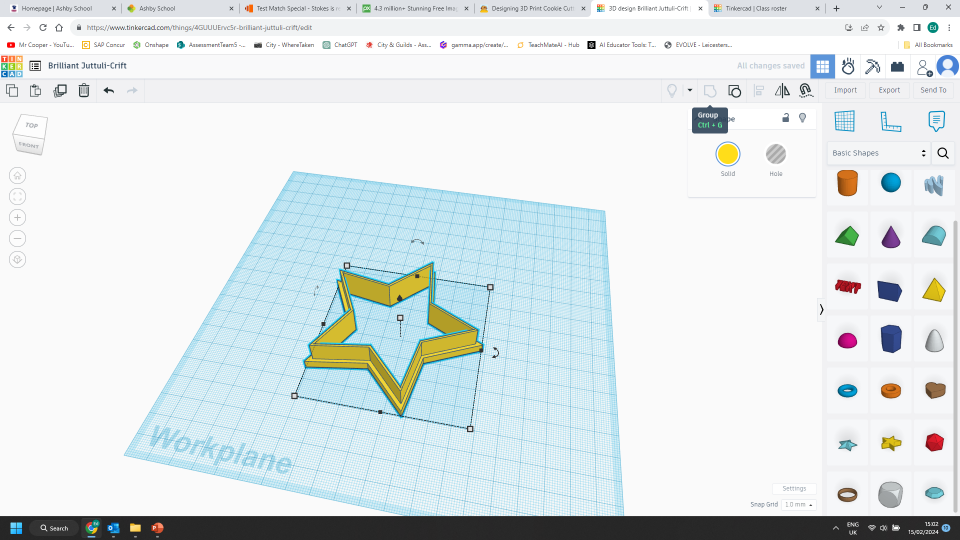 Homepage | Ashby School
Ashby School
Test Match Special - Stokes is r
4.3 million+ Stunning Free Ima
Designing 3D Print Cookie Cutt
3D design Brilliant Juttuli-Crift
Tinkercad | Class roster
https://www.tinkercad.com/things/4GUUUErvc5r-brilliant-juttuli-crift/edit
Ed
Mr Cooper - YouTu...
SAP Concur
Onshape
AssessmentTeam5 -...
City - WhereTaken
ChatGPT
City & Guilds - Ass...
gamma.app/create/...
TeachMateAI - Hub
AI Educator Tools: T...
EVOLVE - Leicesters...
All Bookmarks
TIN
KER
CAD
Brilliant Juttuli-Crift
All changes saved
Import
Export
Send To
Group
Ctrl + G
Solid
Hole
TOP
FRONT
Basic Shapes
TEXT
Workplane
Settings
Snap Grid 1.0 mm
Search
ENG
UK
15:02
15/02/2024